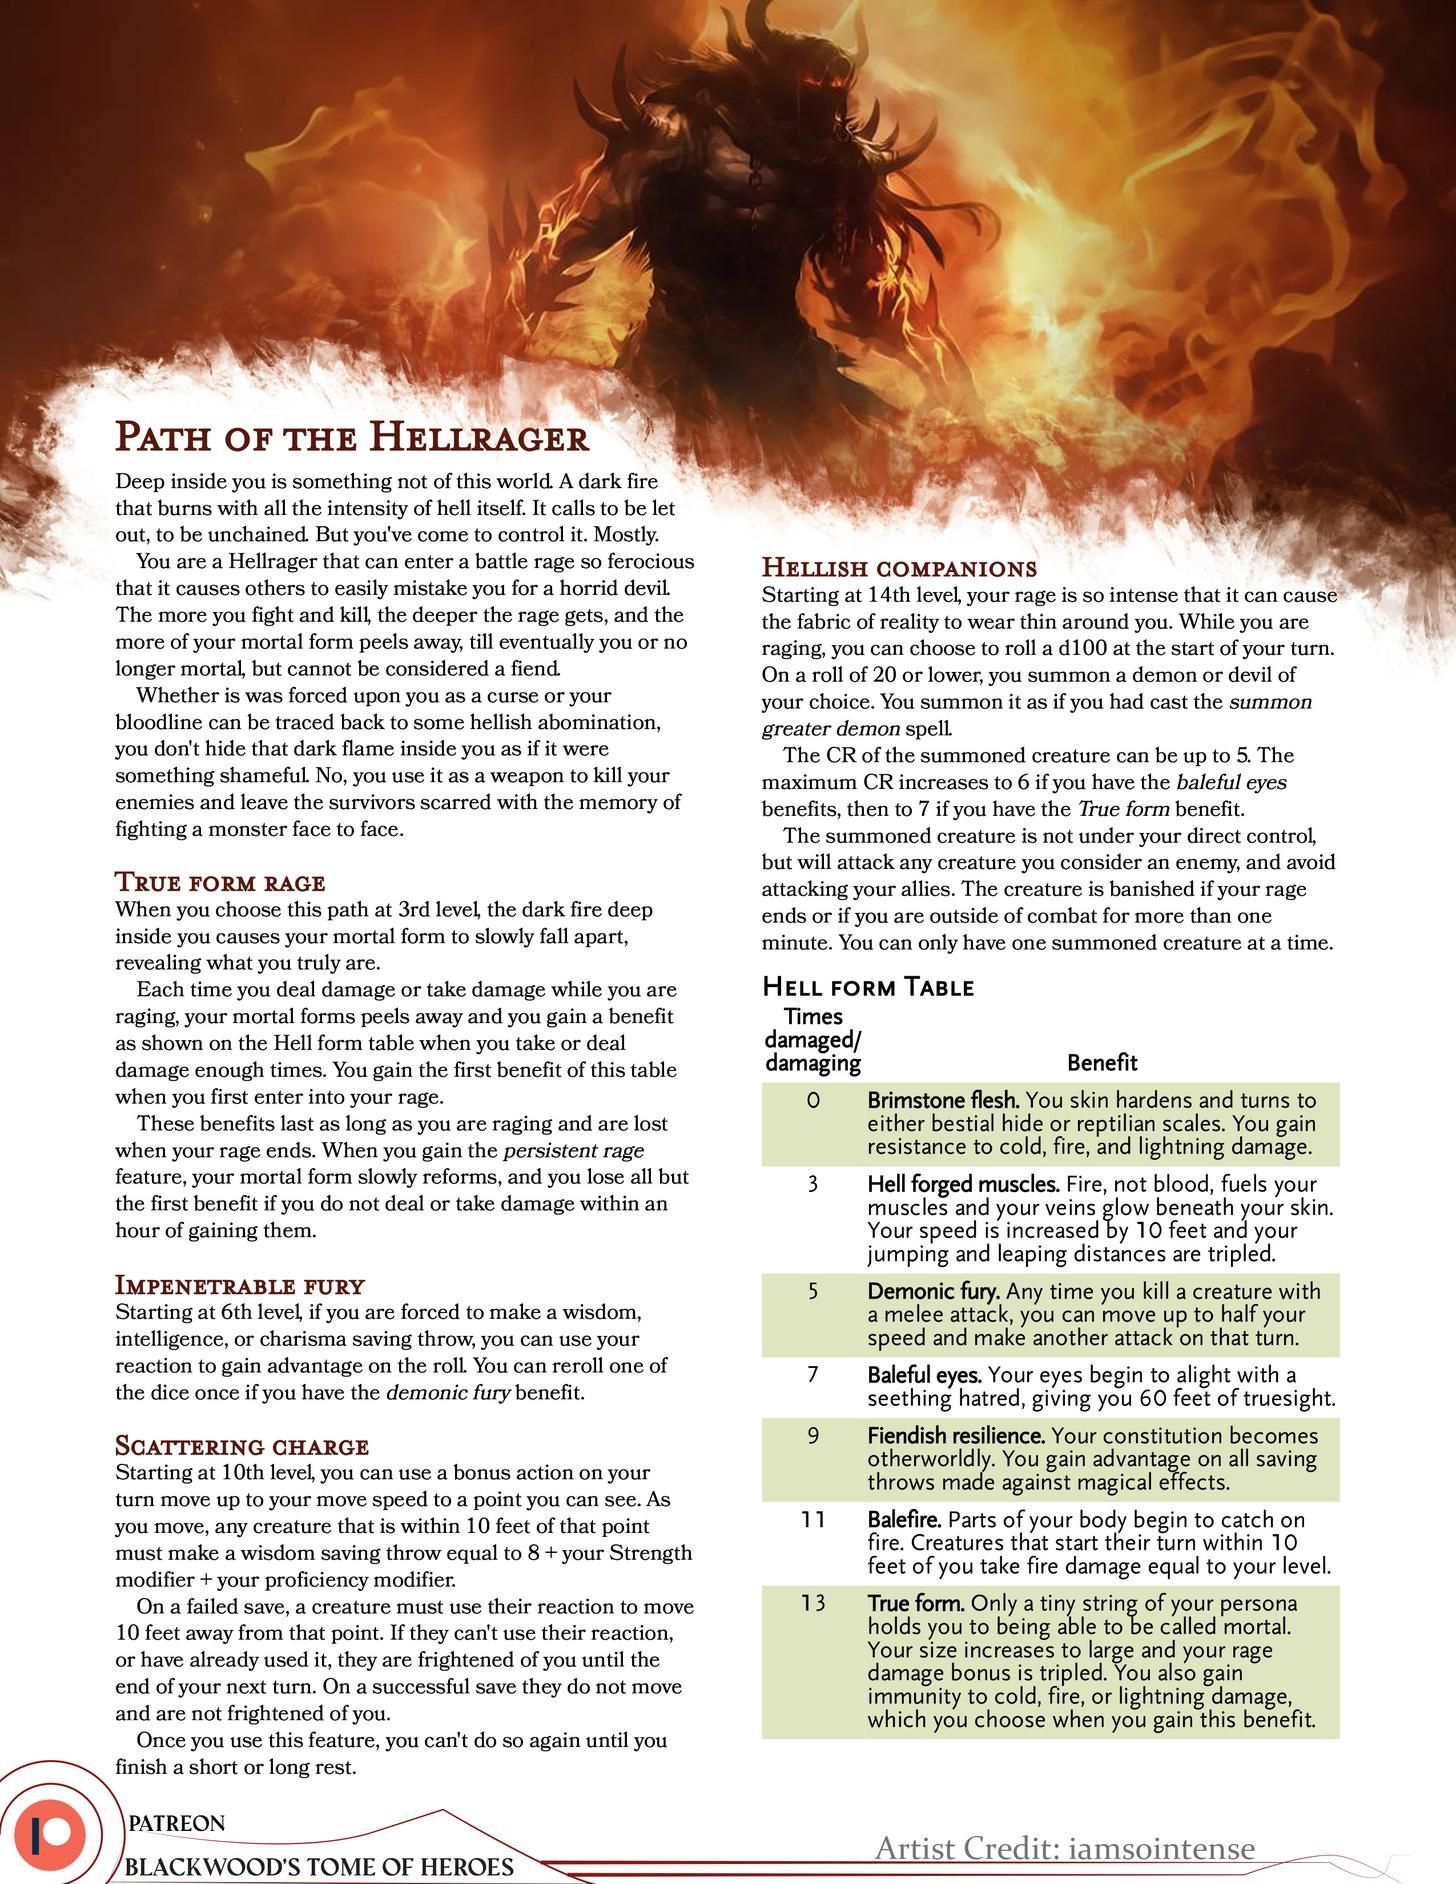 Path of the Hellrager
Deep inside you is something not of this world. A dark fire
that burns with all the intensity of hell itself. It calls to be let
out, to be unchained. But you've come to control it. Mostly.
You are a Hellrager that can enter a battle rage so ferocious
that it causes others to easily mistake you for a horrid devil.
The more you fight and kill, the deeper the rage gets, and the
more of your mortal form peels away, till eventually you or no
longer mortal, but cannot be considered a fiend.
Whether is was forced upon you as a curse or your
bloodline can be traced back to some hellish abomination,
you don't hide that dark flame inside you as if it were
something shameful. No, you use it as a weapon to kill your
enemies and leave the survivors scarred with the memory of
fighting a monster face to face.
True form rage
When you choose this path at 3rd level, the dark fire deep
inside you causes your mortal form to slowly fall apart,
revealing what you truly are.
Each time you deal damage or take damage while you are
raging, your mortal forms peels away and you gain a benefit
as shown on the Hell form table when you take or deal
damage enough times. You gain the first benefit of this table
when you first enter into your rage.
These benefits last as long as you are raging and are lost
when your rage ends. When you gain the persistent rage
feature, your mortal form slowly reforms, and you lose all but
the first benefit if you do not deal or take damage within an
hour of gaining them.
Impenetrable fury
Starting at 6th level, if you are forced to make a wisdom,
intelligence, or charisma saving throw, you can use your
reaction to gain advantage on the roll. You can reroll one of
the dice once if you have the demonic fury benefit.
Scattering charge
Starting at 10th level, you can use a bonus action on your
turn move up to your move speed to a point you can see. As
you move, any creature that is within 10 feet of that point
must make a wisdom saving throw equal to 8 + your Strength
modifier + your proficiency modifier.
On a failed save, a creature must use their reaction to move
10 feet away from that point. If they can't use their reaction,
or have already used it, they are frightened of you until the
end of your next turn. On a successful save they do not move
and are not frightened of you.
Once you use this feature, you can't do so again until you
finish a short or long rest.
Hellish companions
Starting at 14th level, your rage is so intense that it can cause
the fabric of reality to wear thin around you. While you are
raging, you can choose to roll a d100 at the start of your turn.
On a roll of 20 or lower, you summon a demon or devil of
your choice. You summon it as if you had cast the summon
greater demon spell.
The CR of the summoned creature can be up to 5. The
maximum CR increases to 6 if you have the baleful eyes
benefits, then to 7 if you have the True form benefit.
The summoned creature is not under your direct control,
but will attack any creature you consider an enemy, and avoid
attacking your allies. The creature is banished if your rage
ends or if you are outside of combat for more than one
minute. You can only have one summoned creature at a time.
Hell form Table
Times
damaged/
damaging Benefit
0 Brimstone flesh. You skin hardens and turns to
either bestial hide or reptilian scales. You gain
resistance to cold, fire, and lightning damage.
3 Hell forged muscles. Fire, not blood, fuels your
muscles and your veins glow beneath your skin.
Your speed is increased by 10 feet and your
jumping and leaping distances are tripled.
5 Demonic fury. Any time you kill a creature with
a melee attack, you can move up to half your
speed and make another attack on that turn.
7 Baleful eyes. Your eyes begin to alight with a
seething hatred, giving you 60 feet of truesight.
9 Fiendish resilience. Your constitution becomes
otherworldly. You gain advantage on all saving
throws made against magical effects.
11 Balefire. Parts of your body begin to catch on
fire. Creatures that start their turn within 10
feet of you take fire damage equal to your level.
13 True form. Only a tiny string of your persona
holds you to being able to be called mortal.
Your size increases to large and your rage
damage bonus is tripled. You also gain
immunity to cold, fire, or lightning damage,
which you choose when you gain this benefit.
PATREON
BLACKWOOD'S TOME OF HEROES
Artist Credit: iamsointense